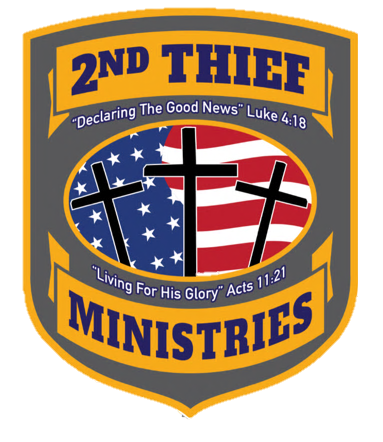 2ND THIEF
"Declaring The Good News" Luke 4:18
"Living For His Glory" Acts 11:21
MINISTRIES